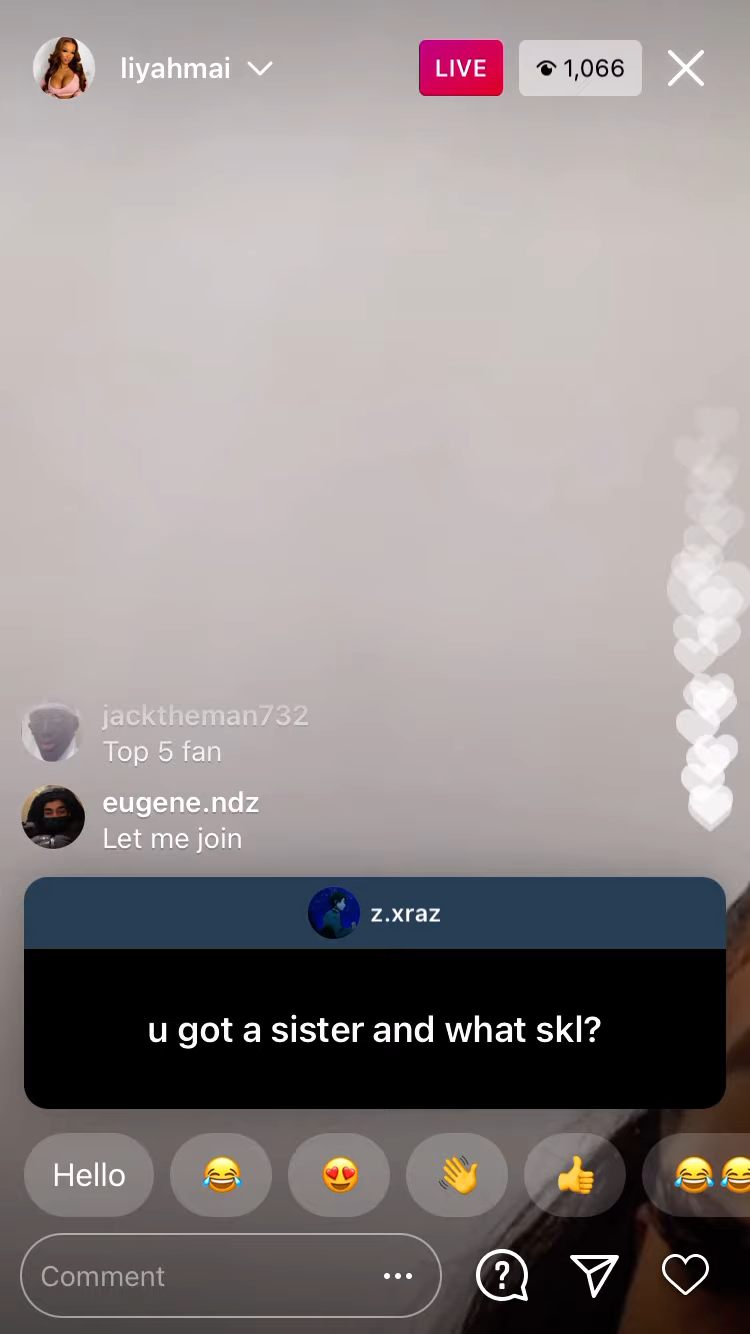 liyahmai
LIVE
1,066
jacktheman732
Top 5 fan
eugene.ndz
Let me join
z.xraz
u got a sister and what skl?
Hello
Comment